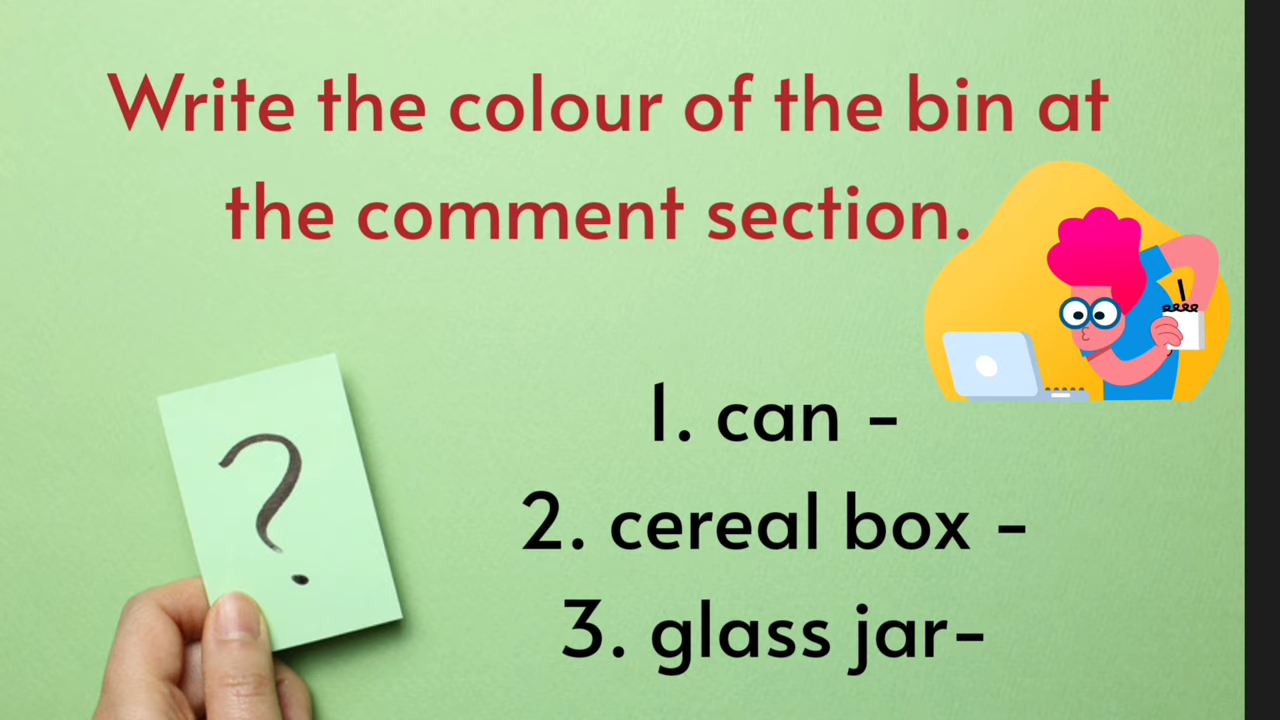 Write the colour of the bin at
the comment section.
?
1. can -
2. cereal box -
3. glass jar-